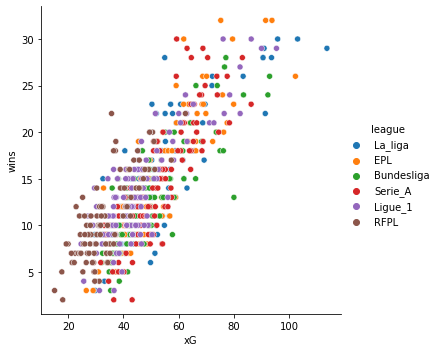 30
25
20
15
10
5
wins
20
40
60
80
100
xG
league
La_liga
EPL
Bundesliga
Serie_A
Ligue_1
RFPL